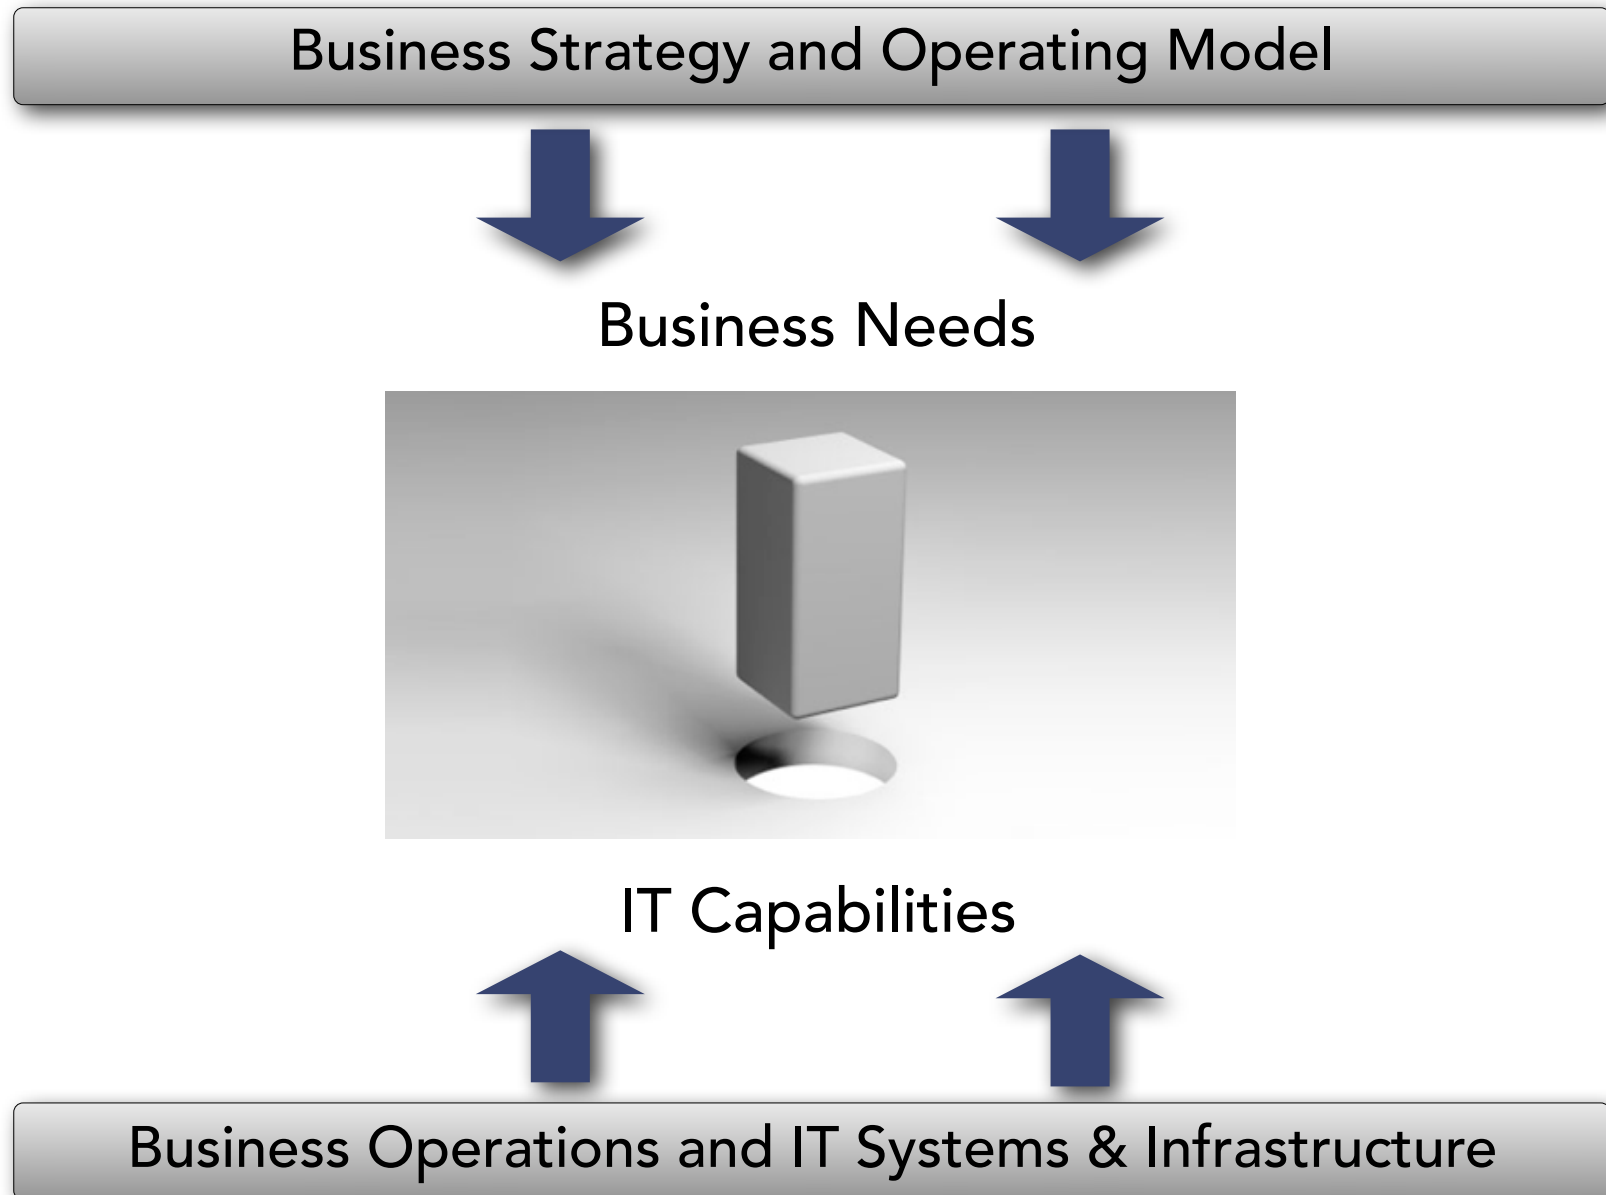 Business Strategy and Operating Model
Business Needs
IT Capabilities
Business Operations and IT Systems & Infrastructure